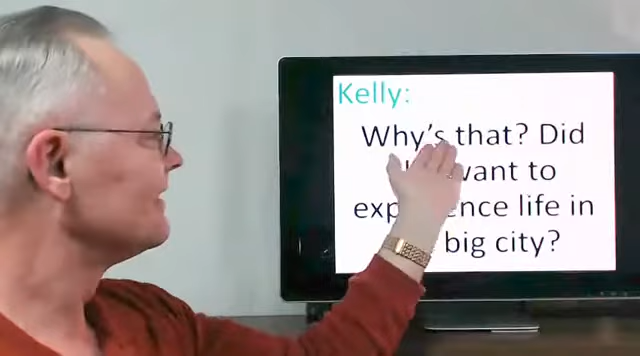 Kelly:
Why's that? Did
want to
life in
big city?